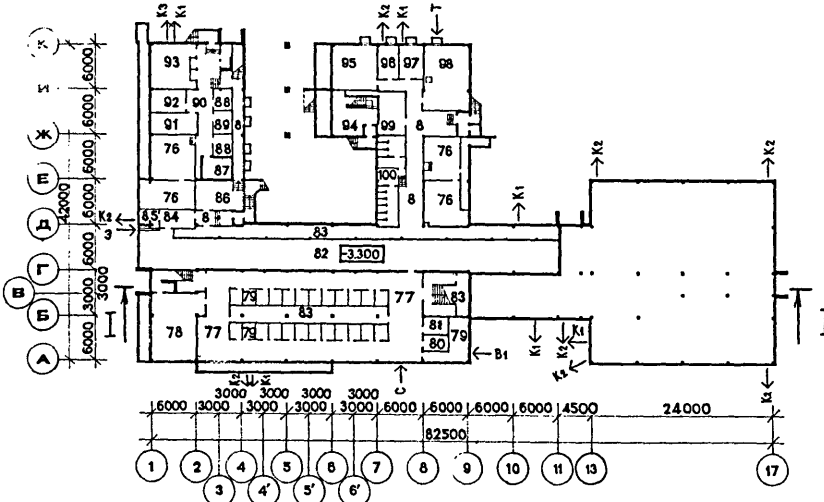 К3 К1 К2 К1 Т
К 93 95 96 97 98
6000
И
92 90 88
6000 91 89 8 94 99 8
Ж
76 88 76 К2 К2
6000 87
Е 100
6000 76 86 76 К1
К2 85 84 8 8
Д
З 83
42000
6000 82 -3.300
Г
В 3000 3000
79 77 83
Б 83
6000 78 77 79 81 79
80 К1 К2 К1
А В1 К2
К2 К1 С К2
3000 3000 3000
6000 3000 3000 3000 3000 6000 6000 6000 6000 4500 24000
82500
1 2 4 5 6 7 8 9 10 11 13 17
3 4' 5' 6'
I